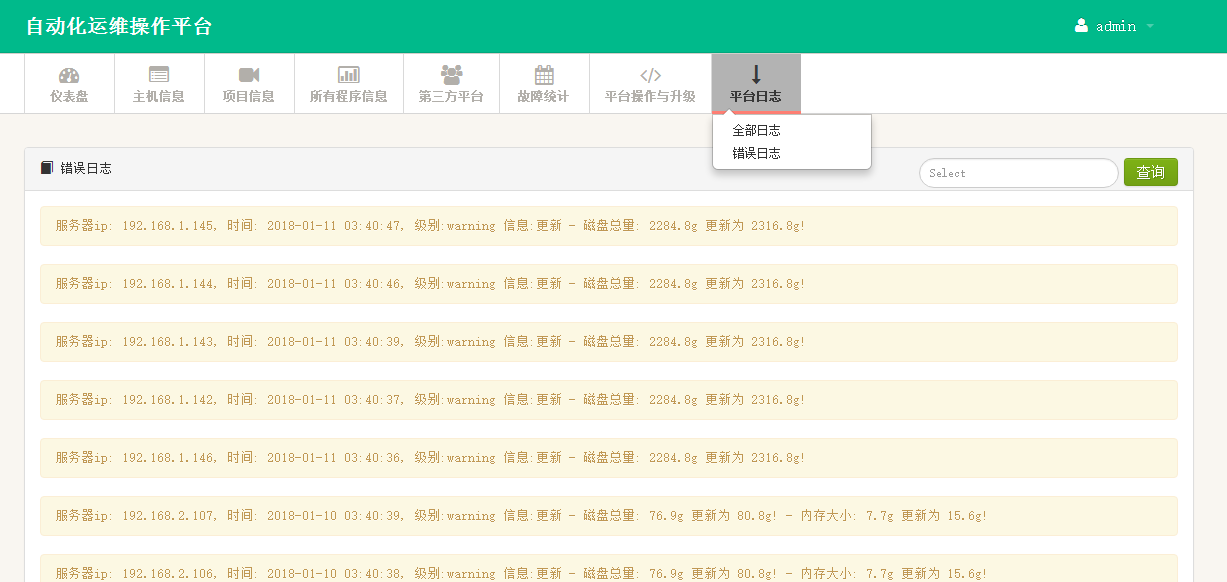 自动化运维操作平台
admin
仪表盘
主机信息
项目信息
所有程序信息
第三方平台
故障统计
平台操作与升级
平台日志
全部日志
错误日志
错误日志
Select
查询
服务器ip: 192.168.1.145, 时间: 2018-01-11 03:40:47, 级别:warning 信息:更新 - 磁盘总量: 2284.8g 更新为 2316.8g!
服务器ip: 192.168.1.144, 时间: 2018-01-11 03:40:46, 级别:warning 信息:更新 - 磁盘总量: 2284.8g 更新为 2316.8g!
服务器ip: 192.168.1.143, 时间: 2018-01-11 03:40:39, 级别:warning 信息:更新 - 磁盘总量: 2284.8g 更新为 2316.8g!
服务器ip: 192.168.1.142, 时间: 2018-01-11 03:40:37, 级别:warning 信息:更新 - 磁盘总量: 2284.8g 更新为 2316.8g!
服务器ip: 192.168.1.146, 时间: 2018-01-11 03:40:36, 级别:warning 信息:更新 - 磁盘总量: 2284.8g 更新为 2316.8g!
服务器ip: 192.168.2.107, 时间: 2018-01-10 03:40:39, 级别:warning 信息:更新 - 磁盘总量: 76.9g 更新为 80.8g! - 内存大小: 7.7g 更新为 15.6g!
服务器ip: 192.168.2.106, 时间: 2018-01-10 03:40:38, 级别:warning 信息:更新 - 磁盘总量: 76.9g 更新为 80.8g! - 内存大小: 7.7g 更新为 15.6g!